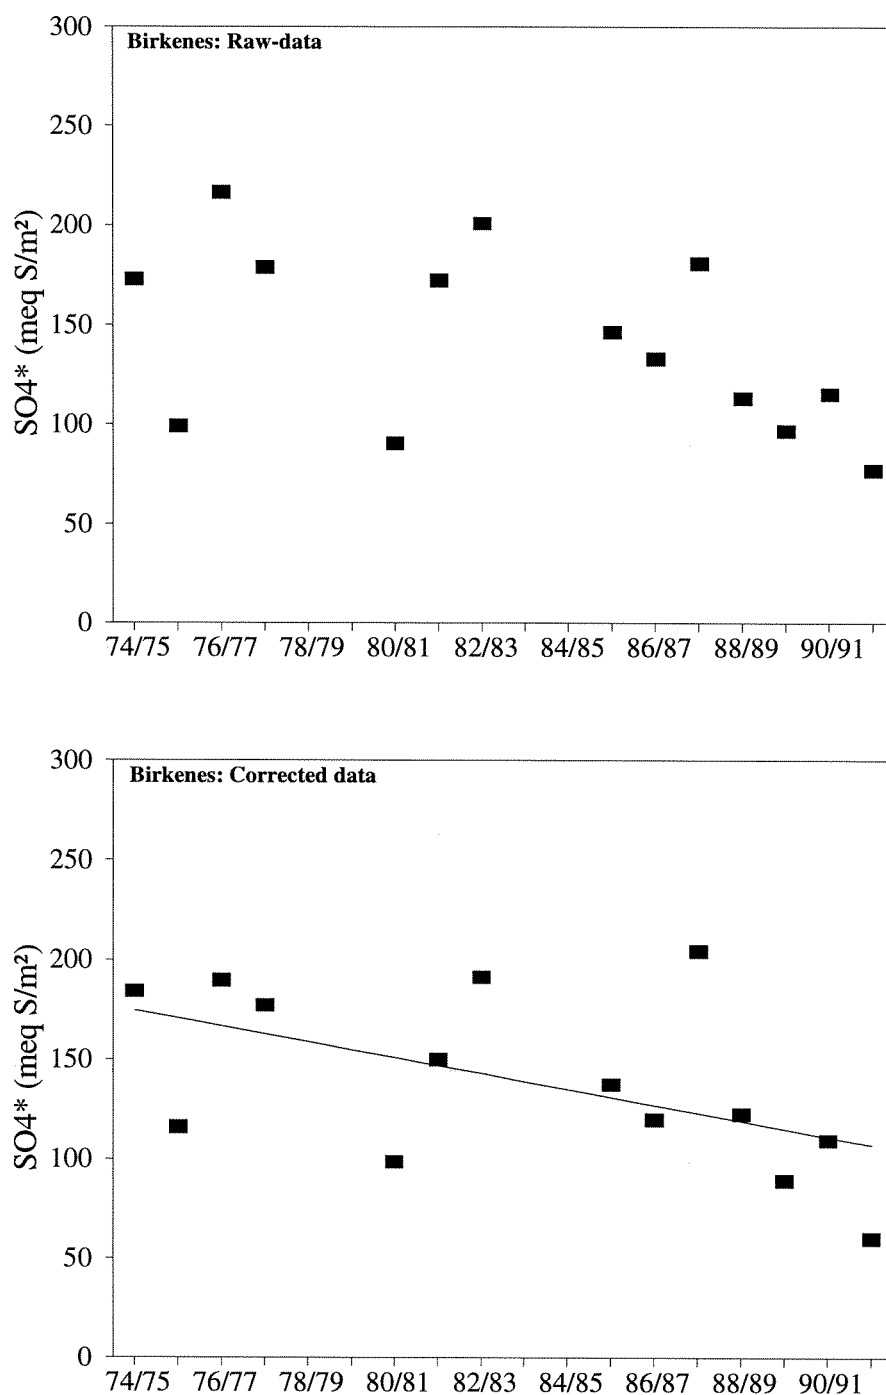 Birkenes: Raw-data
SO4* (meq S/m²)
300
250
200
150
100
50
0
74/75 76/77 78/79 80/81 82/83 84/85 86/87 88/89 90/91
Birkenes: Corrected data
SO4* (meq S/m²)
300
250
200
150
100
50
0
74/75 76/77 78/79 80/81 82/83 84/85 86/87 88/89 90/91